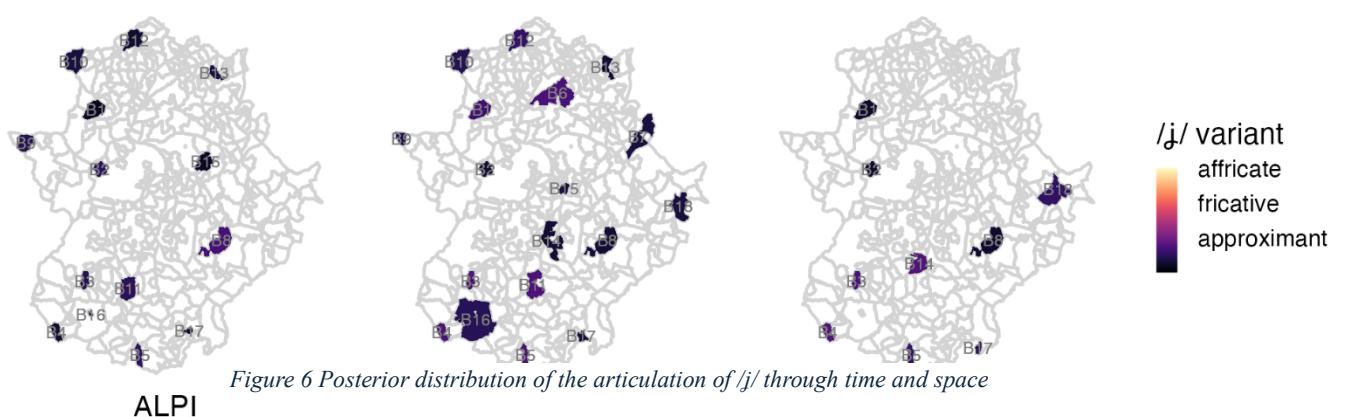 B12
B10
B13
B1
B9
B15
B2
B8
B3
B11
B16
B4
B17
B5
B12
B10
B13
B6
B1
B9
B7
B2
B15
B18
B14
B8
B3
B11
B16
B4
B17
B5
B1
B2
B18
B8
B14
B3
B4
B17
B5
/ʝ/ variant
affricate
fricative
approximant
Figure 6 Posterior distribution of the articulation of /ʝ/ through time and space
ALPI